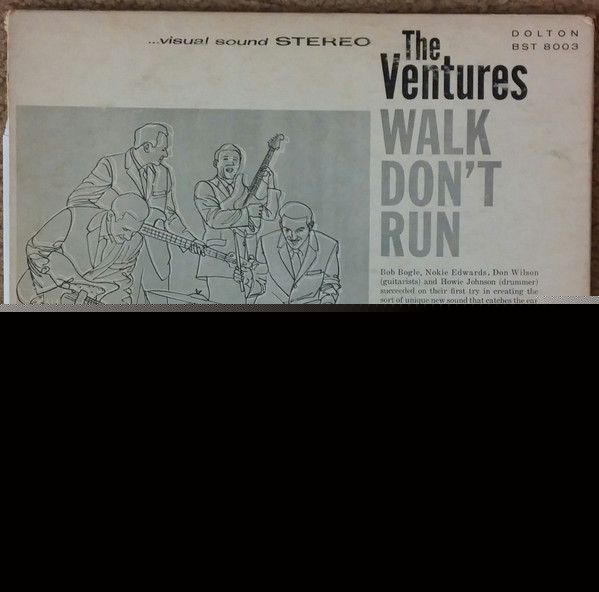 ...visual sound STEREO
DOLTON
BST 8003
The
Ventures
WALK
DON'T
RUN
Bob Bogle, Nokie Edwards, Don Wilson
(guitarists) and Howie Johnson (drummer)
succeeded on their first try in creating the
sort of unique new sound that catches the ear